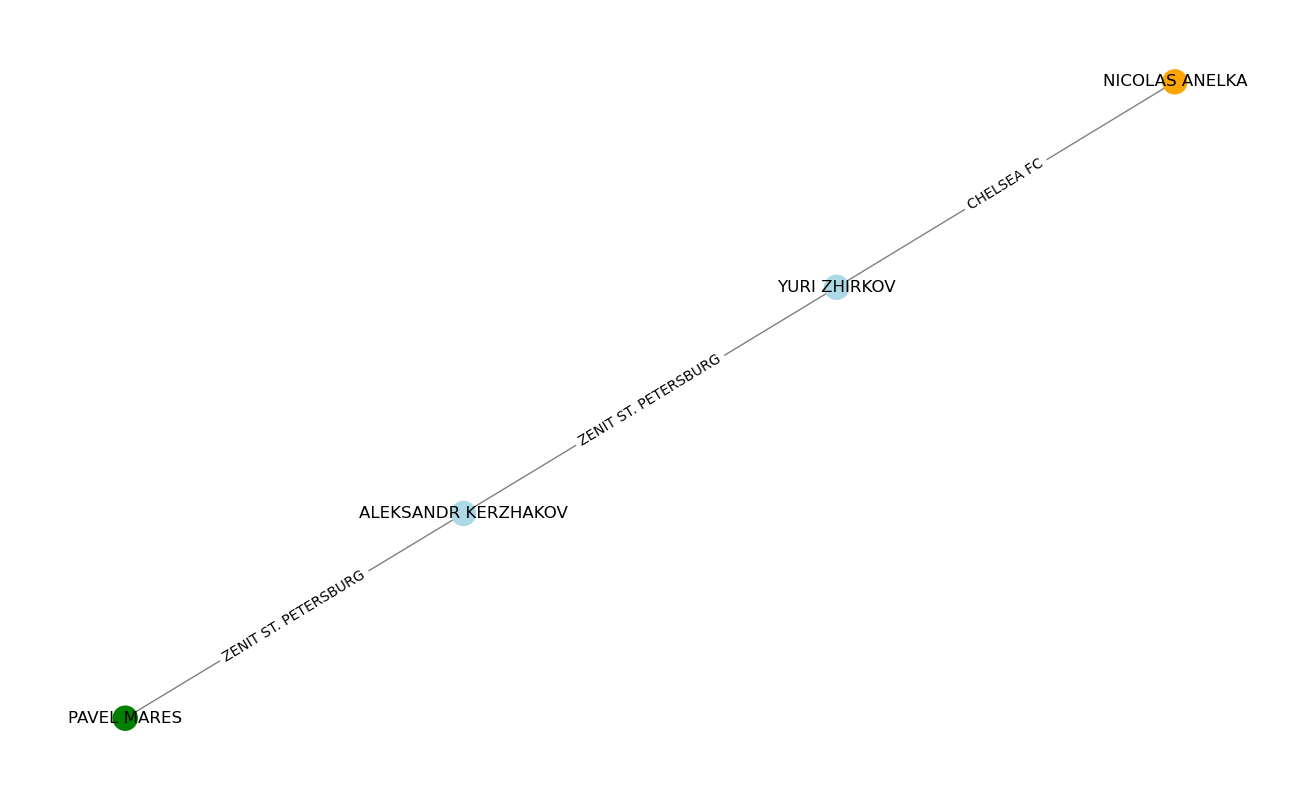 NICOLAS ANELKA
CHELSEA FC
YURI ZHIRKOV
ZENIT ST. PETERSBURG
ALEKSANDR KERZHAKOV
ZENIT ST. PETERSBURG
PAVEL MARES